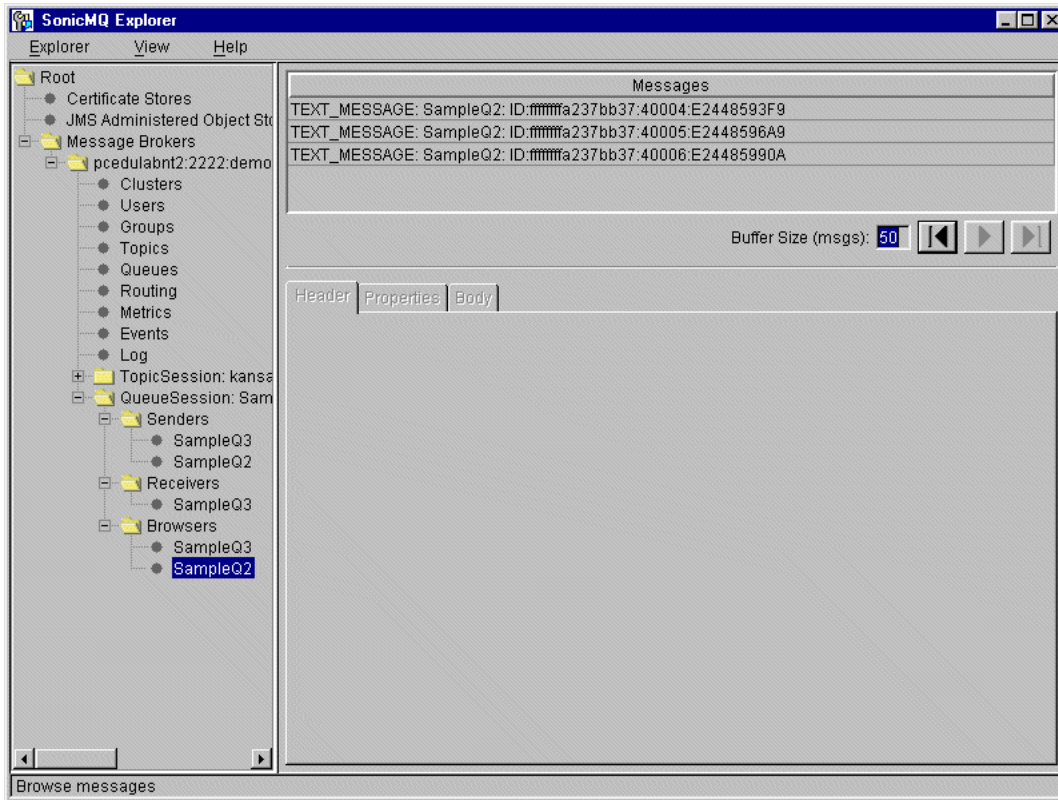 SonicMQ Explorer
Explorer View Help
Root
Certificate Stores
JMS Administered Object Sto
Message Brokers
pcedulabnt2:2222:demo
Clusters
Users
Groups
Topics
Queues
Routing
Metrics
Events
Log
TopicSession: kansa
QueueSession: Sam
Senders
SampleQ3
SampleQ2
Receivers
SampleQ3
Browsers
SampleQ3
SampleQ2
Messages
TEXT_MESSAGE: SampleQ2: ID:ffffffffa237bb37:40004:E2448593F9
TEXT_MESSAGE: SampleQ2: ID:ffffffffa237bb37:40005:E2448596A9
TEXT_MESSAGE: SampleQ2: ID:ffffffffa237bb37:40006:E24485990A
Buffer Size (msgs): 50
Header Properties Body
Browse messages